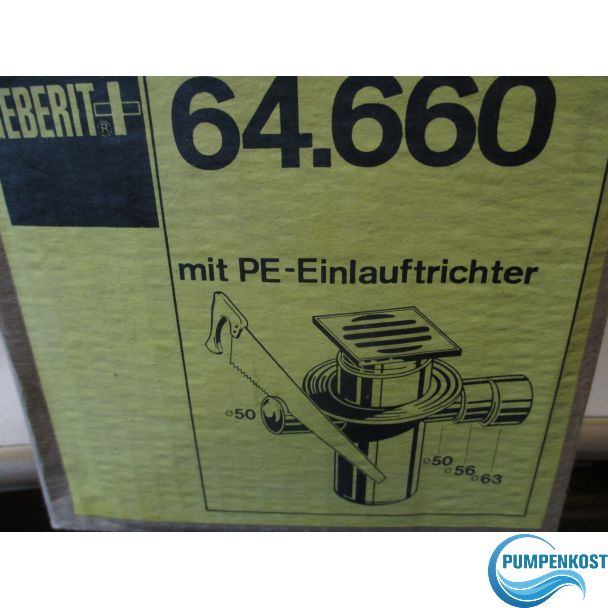 EBERIT+®
64.660
mit PE-Einlauftrichter
ø50
ø50
ø56
ø63
PUMPENKOST